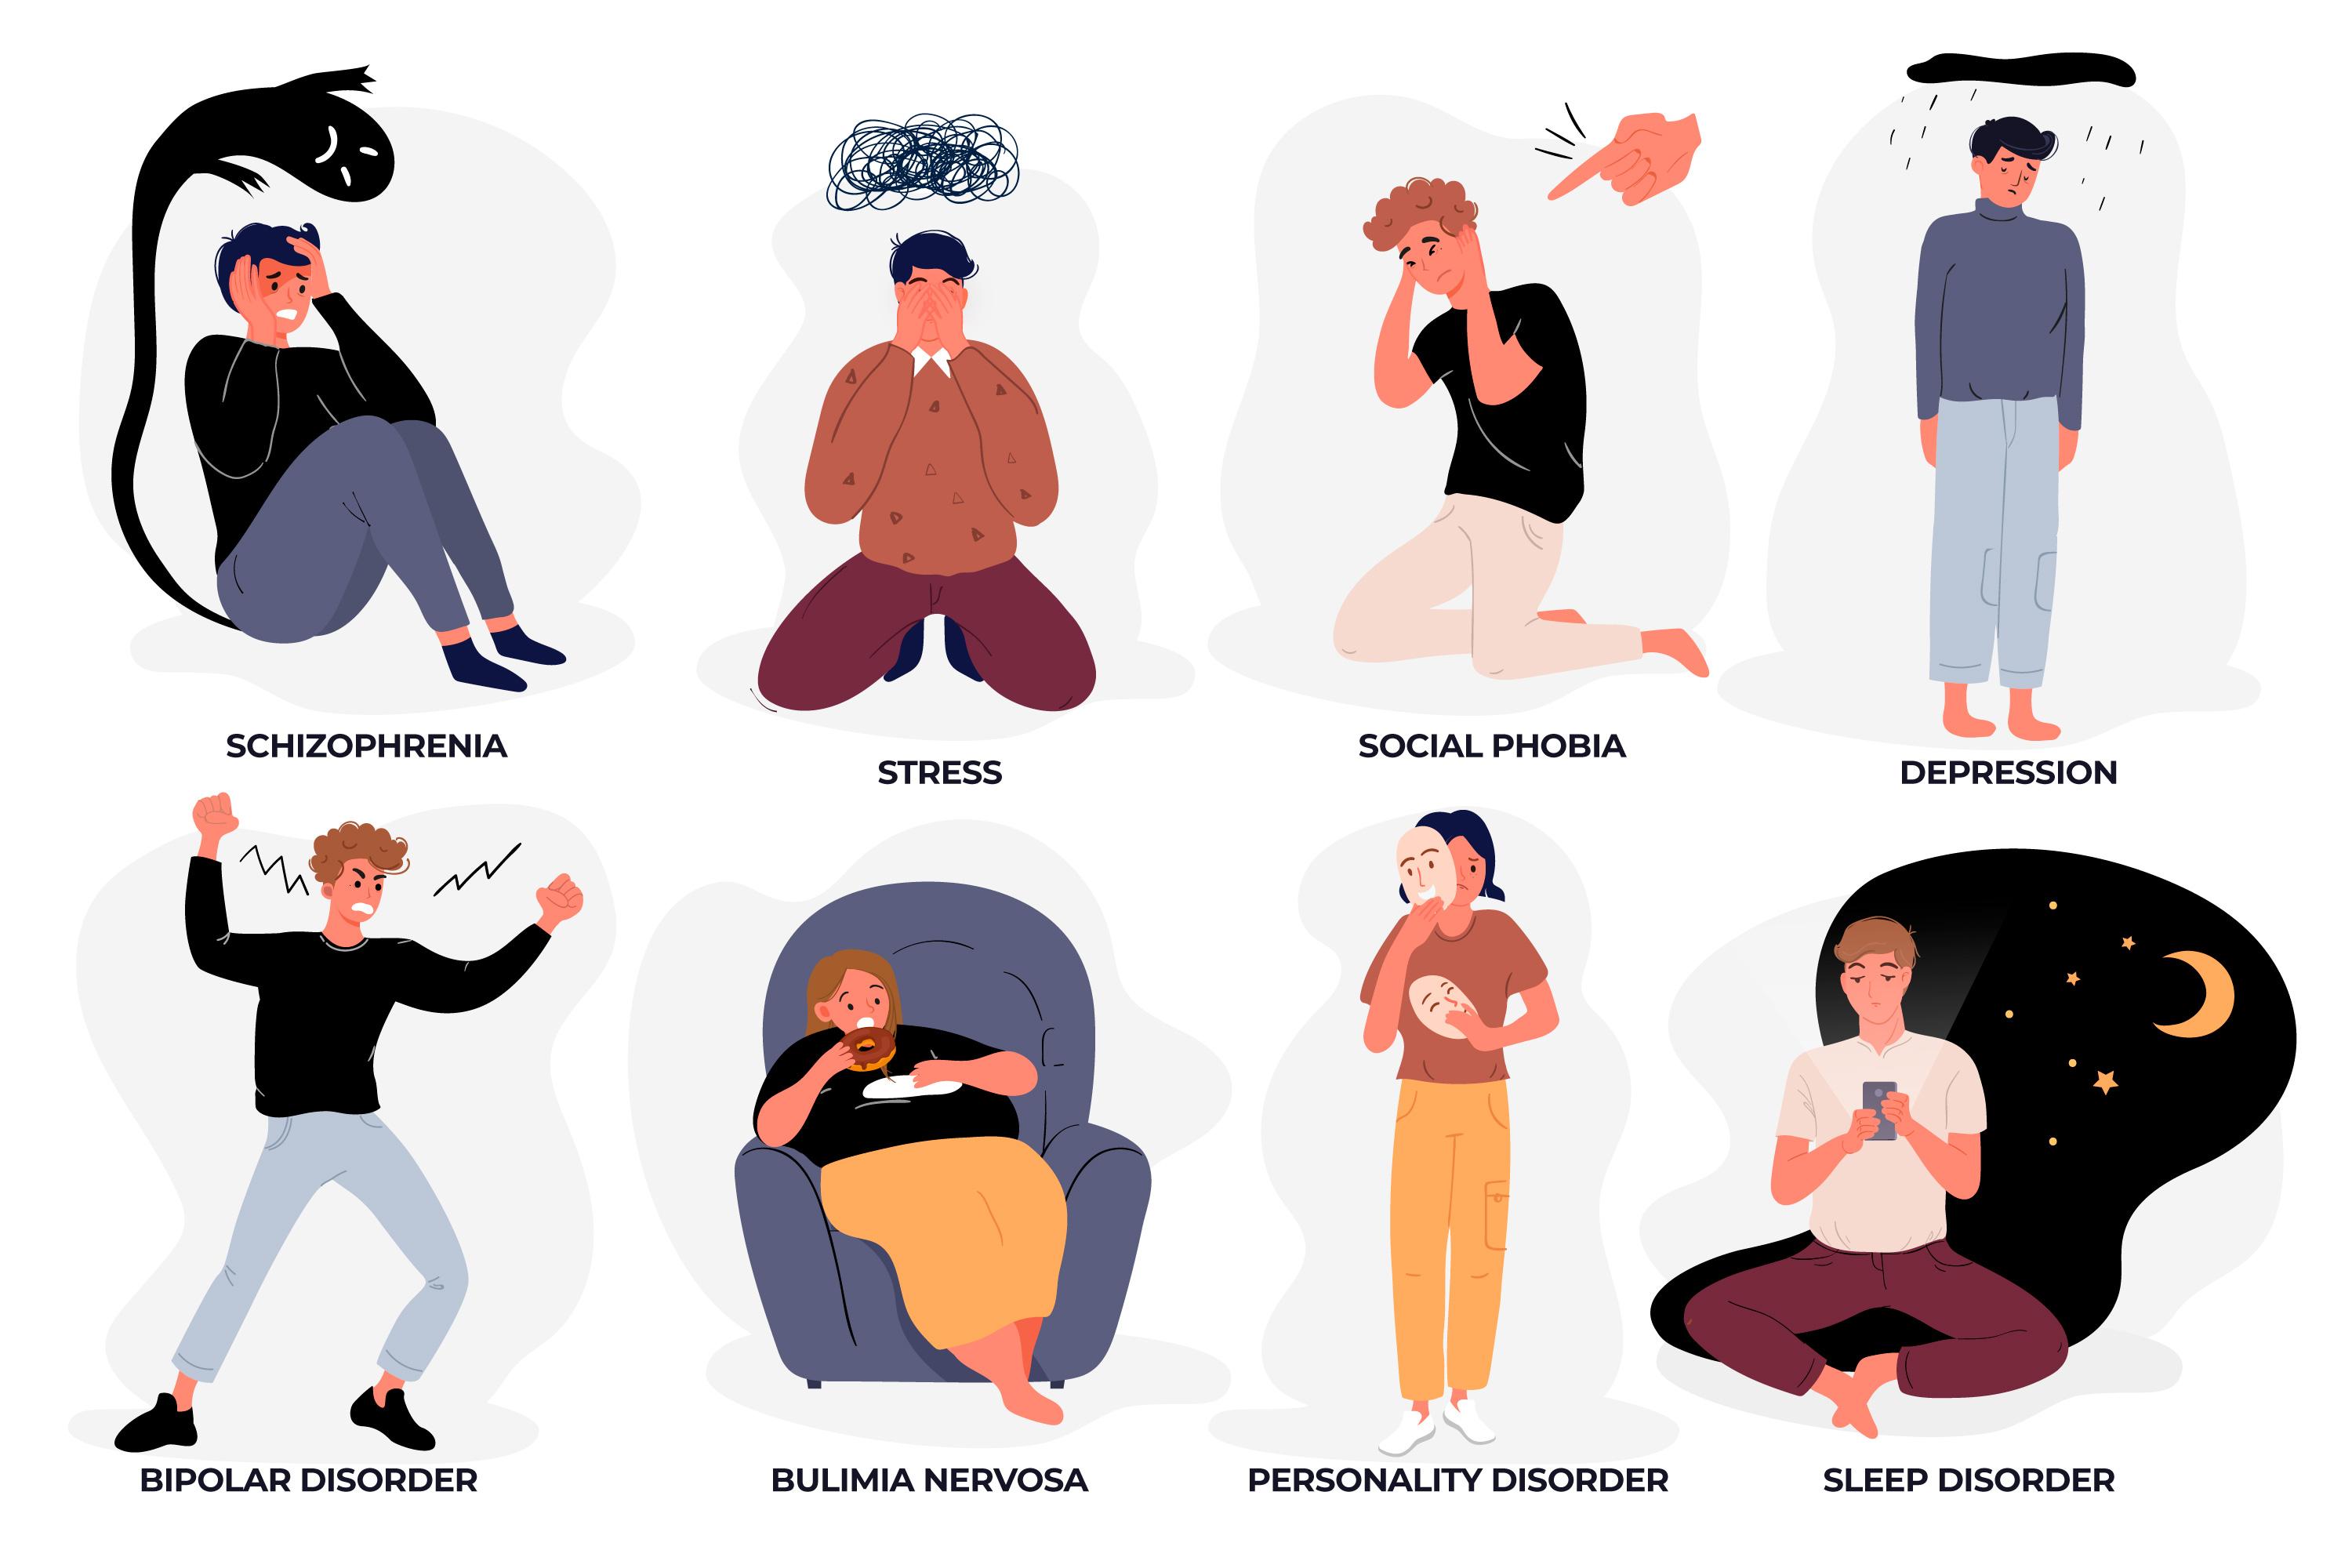 SCHIZOPHRENIA
STRESS
SOCIAL PHOBIA
DEPRESSION
BIPOLAR DISORDER
BULIMIA NERVOSA
PERSONALITY DISORDER
SLEEP DISORDER